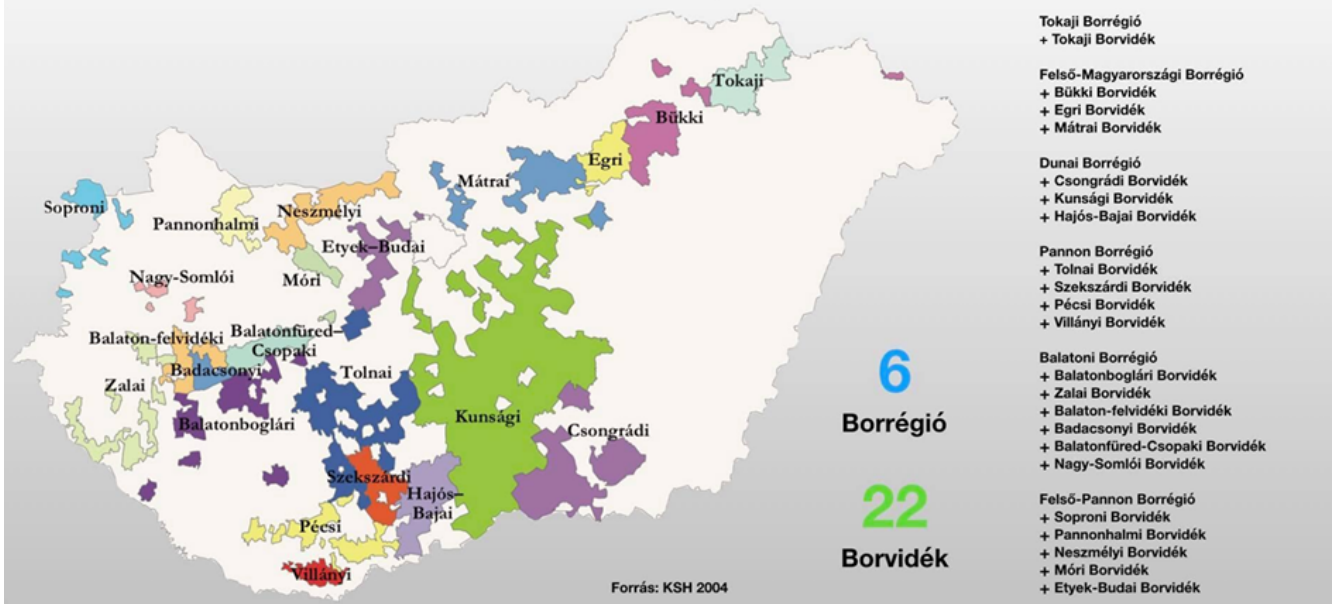 Tokaji
Bükki
Egri
Mátrai
Soproni
Pannonhalmi
Neszmélyi
Etyek–Budai
Nagy-Somlói
Móri
Balaton-felvidéki
Balatonfüred–
Csopaki
Badacsonyi
Tolnai
Zalai
Balatonboglári
Kunsági
Csongrádi
Szekszárdi
Hajós–
Bajai
Pécsi
Villányi
6
Borrégió
22
Borvidék
Forrás: KSH 2004
Tokaji Borrégió
+ Tokaji Borvidék
Felső-Magyarországi Borrégió
+ Bükki Borvidék
+ Egri Borvidék
+ Mátrai Borvidék
Dunai Borrégió
+ Csongrádi Borvidék
+ Kunsági Borvidék
+ Hajós-Bajai Borvidék
Pannon Borrégió
+ Tolnai Borvidék
+ Szekszárdi Borvidék
+ Pécsi Borvidék
+ Villányi Borvidék
Balatoni Borrégió
+ Balatonboglári Borvidék
+ Zalai Borvidék
+ Balaton-felvidéki Borvidék
+ Badacsonyi Borvidék
+ Balatonfüred-Csopaki Borvidék
+ Nagy-Somlói Borvidék
Felső-Pannon Borrégió
+ Soproni Borvidék
+ Pannonhalmi Borvidék
+ Neszmélyi Borvidék
+ Móri Borvidék
+ Etyek-Budai Borvidék